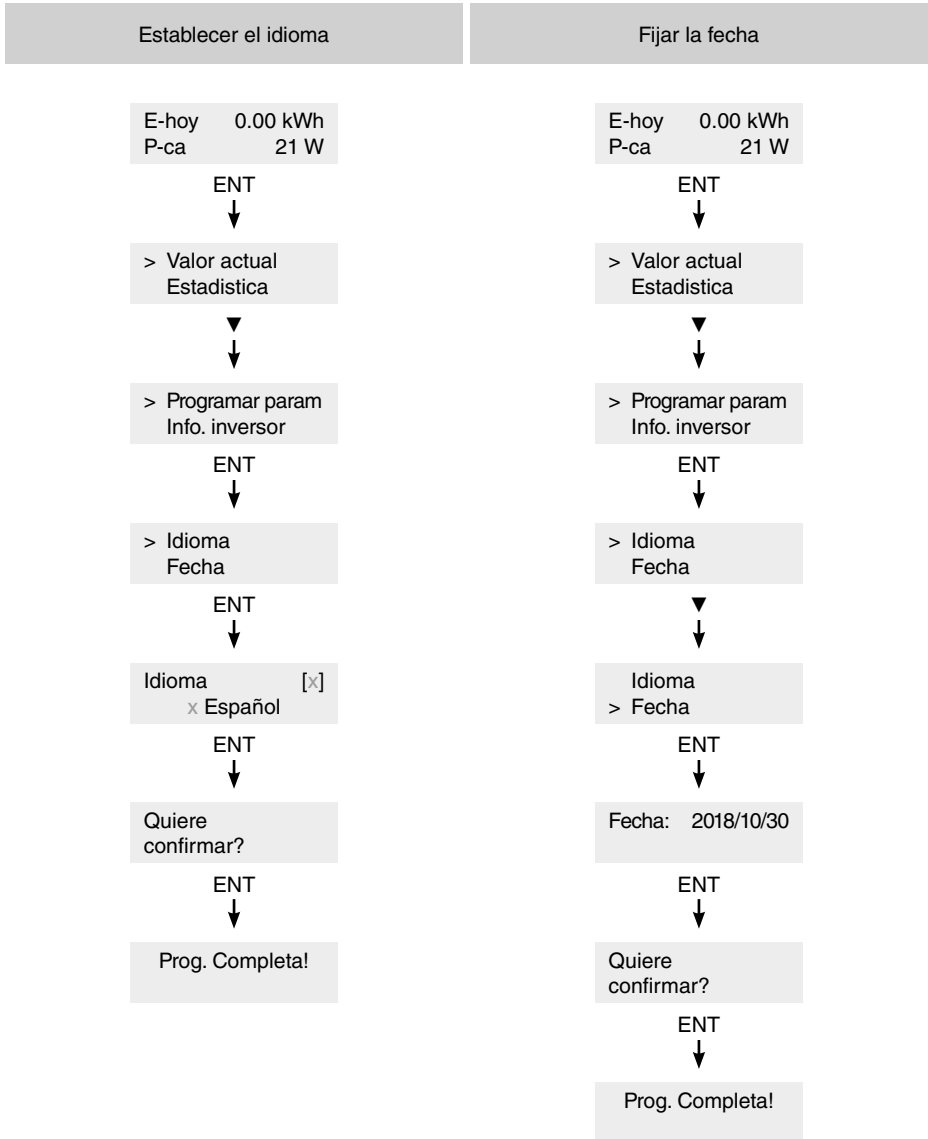 Establecer el idioma
E-hoy 0.00 kWh
P-ca 21 W
ENT
> Valor actual
Estadistica
▼
> Programar param
Info. inversor
ENT
> Idioma
Fecha
ENT
Idioma [x]
x Español
ENT
Quiere
confirmar?
ENT
Prog. Completa!
Fijar la fecha
E-hoy 0.00 kWh
P-ca 21 W
ENT
> Valor actual
Estadistica
▼
> Programar param
Info. inversor
ENT
> Idioma
Fecha
▼
Idioma
> Fecha
ENT
Fecha: 2018/10/30
ENT
Quiere
confirmar?
ENT
Prog. Completa!